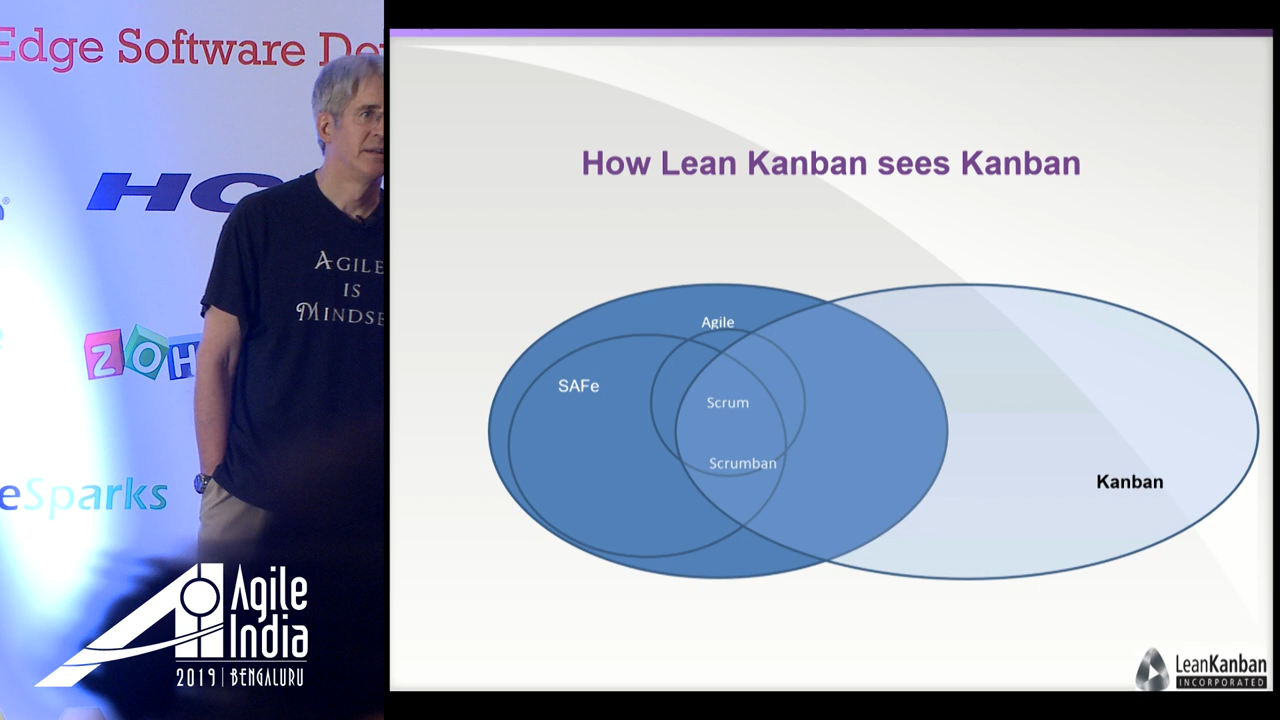 Edge Software De
HC
ZOH
eSparks
AGILE
IS
MINDSE
Agile
India
2019 | BENGALURU
How Lean Kanban sees Kanban
Agile
SAFe
Scrum
Scrumban
Kanban
LeanKanban
INCORPORATED